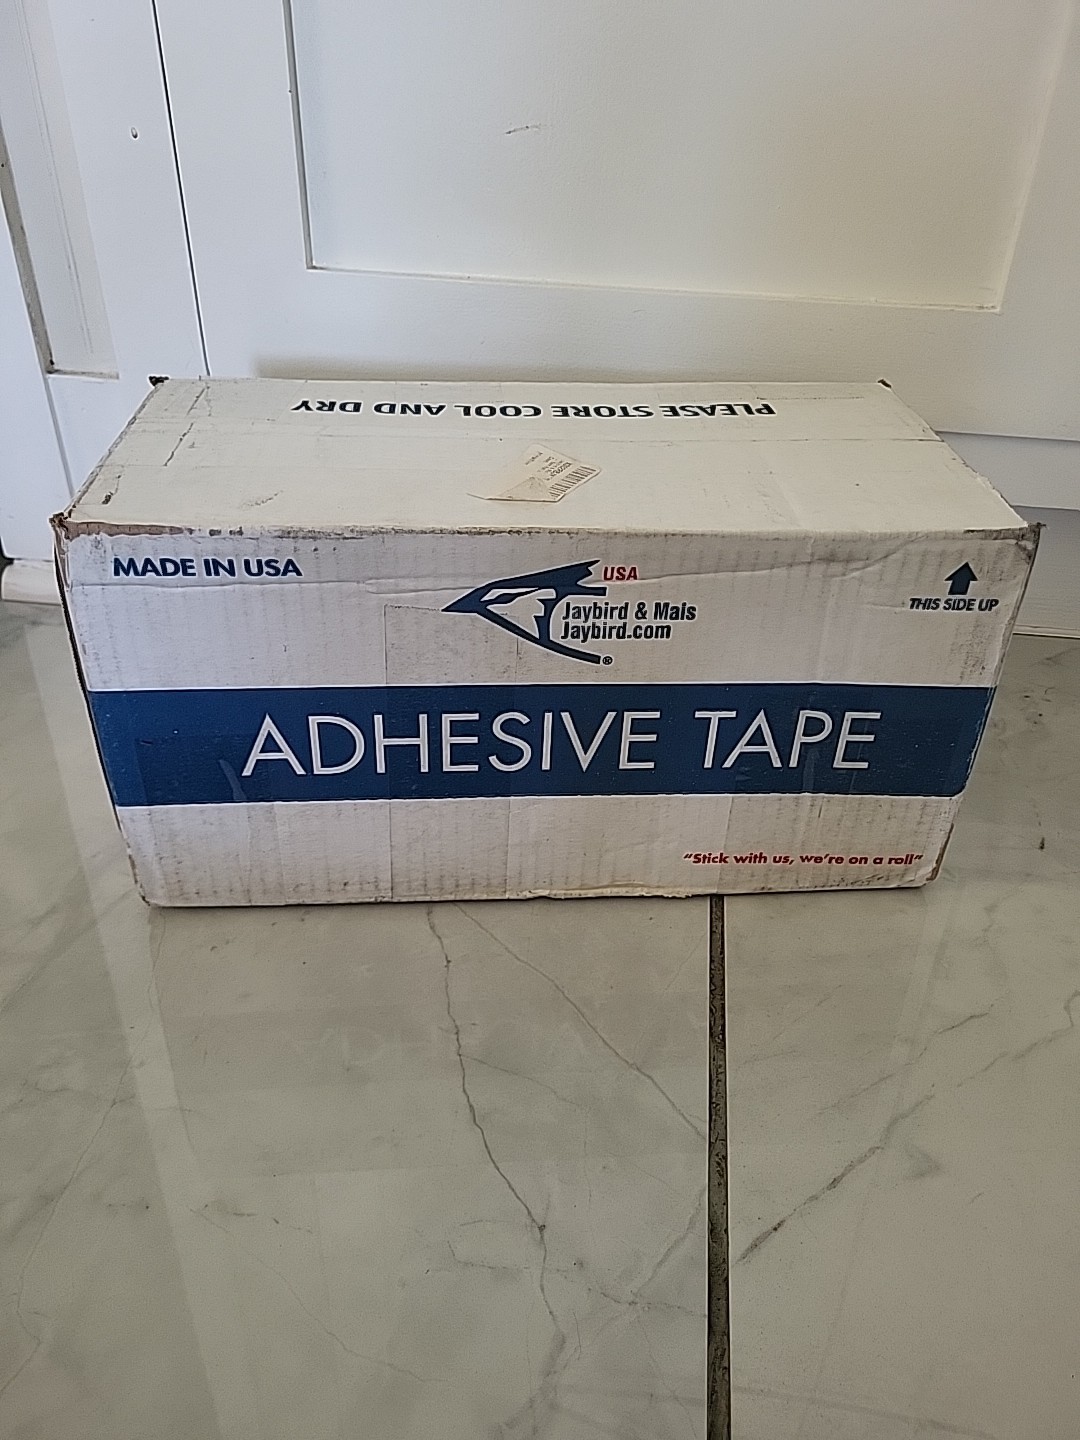 PLEASE STORE COOL AND DRY
MADE IN USA
USA
Jaybird & Mais
Jaybird.com
®
THIS SIDE UP
ADHESIVE TAPE
"Stick with us, we're on a roll"